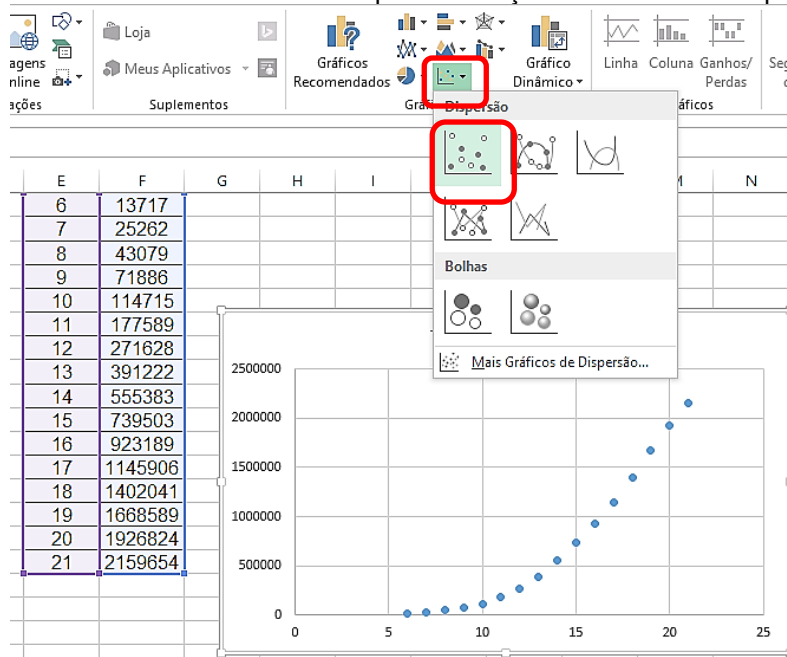 Loja
Meus Aplicativos
agens
nline
ações
Suplementos
Gráficos
Recomendados
Gráfico
Dinâmico
Linha Coluna Ganhos/
Perdas
áficos
Dispersão
Bolhas
Mais Gráficos de Dispersão...
E F G H I N
6 13717
7 25262
8 43079
9 71886
10 114715
11 177589
12 271628
13 391222
14 555383
15 739503
16 923189
17 1145906
18 1402041
19 1668589
20 1926824
21 2159654
2500000
2000000
1500000
1000000
500000
0
0 5 10 15 20 25